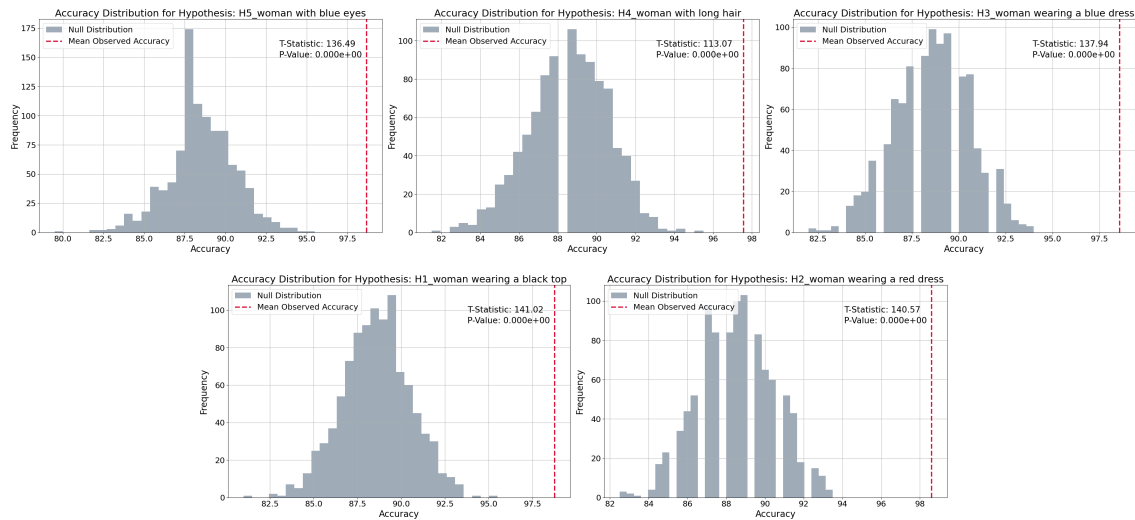 Accuracy Distribution for Hypothesis: H5_woman with blue eyes
Null Distribution
Mean Observed Accuracy
T-Statistic: 136.49
P-Value: 0.000e+00
Frequency
175
150
125
100
75
50
25
0
80.0 82.5 85.0 87.5 90.0 92.5 95.0 97.5
Accuracy
Accuracy Distribution for Hypothesis: H4_woman with long hair
Null Distribution
Mean Observed Accuracy
T-Statistic: 113.07
P-Value: 0.000e+00
Frequency
100
80
60
40
20
0
82 84 86 88 90 92 94 96 98
Accuracy
Accuracy Distribution for Hypothesis: H3_woman wearing a blue dress
Null Distribution
Mean Observed Accuracy
T-Statistic: 137.94
P-Value: 0.000e+00
Frequency
100
80
60
40
20
0
82.5 85.0 87.5 90.0 92.5 95.0 97.5
Accuracy
Accuracy Distribution for Hypothesis: H1_woman wearing a black top
Null Distribution
Mean Observed Accuracy
T-Statistic: 141.02
P-Value: 0.000e+00
Frequency
100
80
60
40
20
0
82.5 85.0 87.5 90.0 92.5 95.0 97.5
Accuracy
Accuracy Distribution for Hypothesis: H2_woman wearing a red dress
Null Distribution
Mean Observed Accuracy
T-Statistic: 140.57
P-Value: 0.000e+00
Frequency
100
80
60
40
20
0
82 84 86 88 90 92 94 96 98
Accuracy